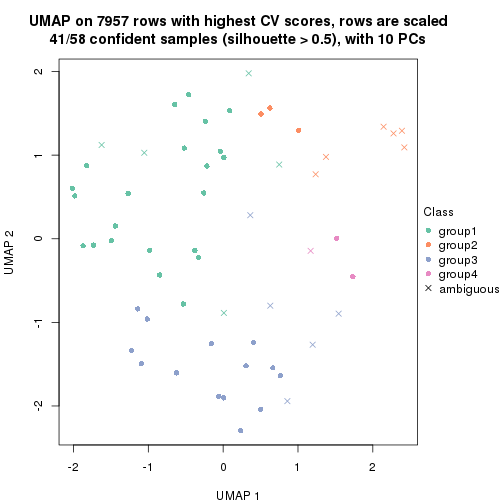 UMAP on 7957 rows with highest CV scores, rows are scaled
41/58 confident samples (silhouette > 0.5), with 10 PCs
2
1
0
-1
-2
UMAP 2
-2
-1
0
1
2
UMAP 1
Class
group1
group2
group3
group4
ambiguous